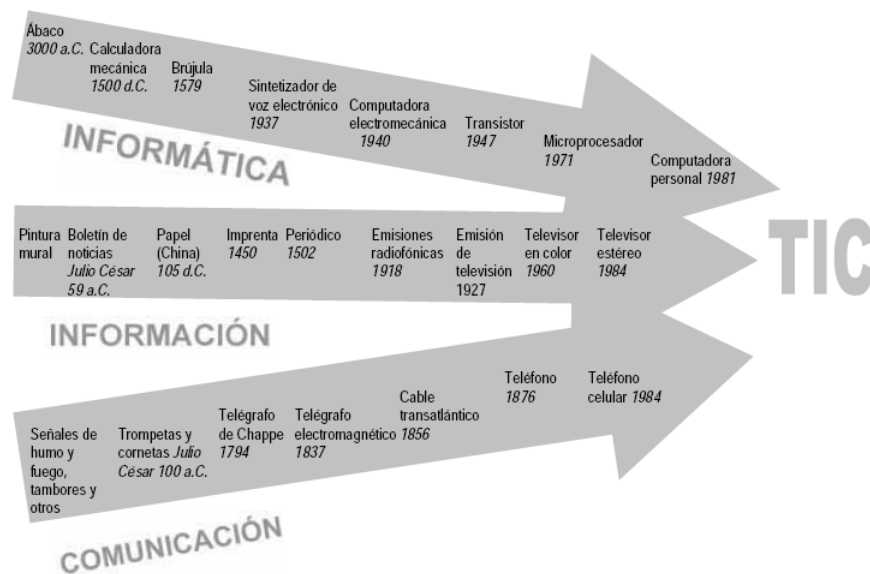 Ábaco
3000 a.C.
Calculadora
mecánica
1500 d.C.
Brújula
1579
Sintetizador de
voz electrónico
1937
Computadora
electromecánica
1940
Transistor
1947
Microprocesador
1971
Computadora
personal 1981
INFORMÁTICA
Pintura
mural
Boletín de
noticias
Julio César
59 a.C.
Papel
(China)
105 d.C.
Imprenta
1450
Periódico
1502
Emisiones
radiofónicas
1918
Emisión
de
televisión
1927
Televisor
en color
1960
Televisor
estéreo
1984
TIC
INFORMACIÓN
Señales de
humo y
fuego,
tambores y
otros
Trompetas y
cornetas Julio
César 100 a.C.
Telégrafo
de Chappe
1794
Telégrafo
electromagnético
1837
Cable
transatlántico
1856
Teléfono
1876
Teléfono
celular 1984
COMUNICACIÓN